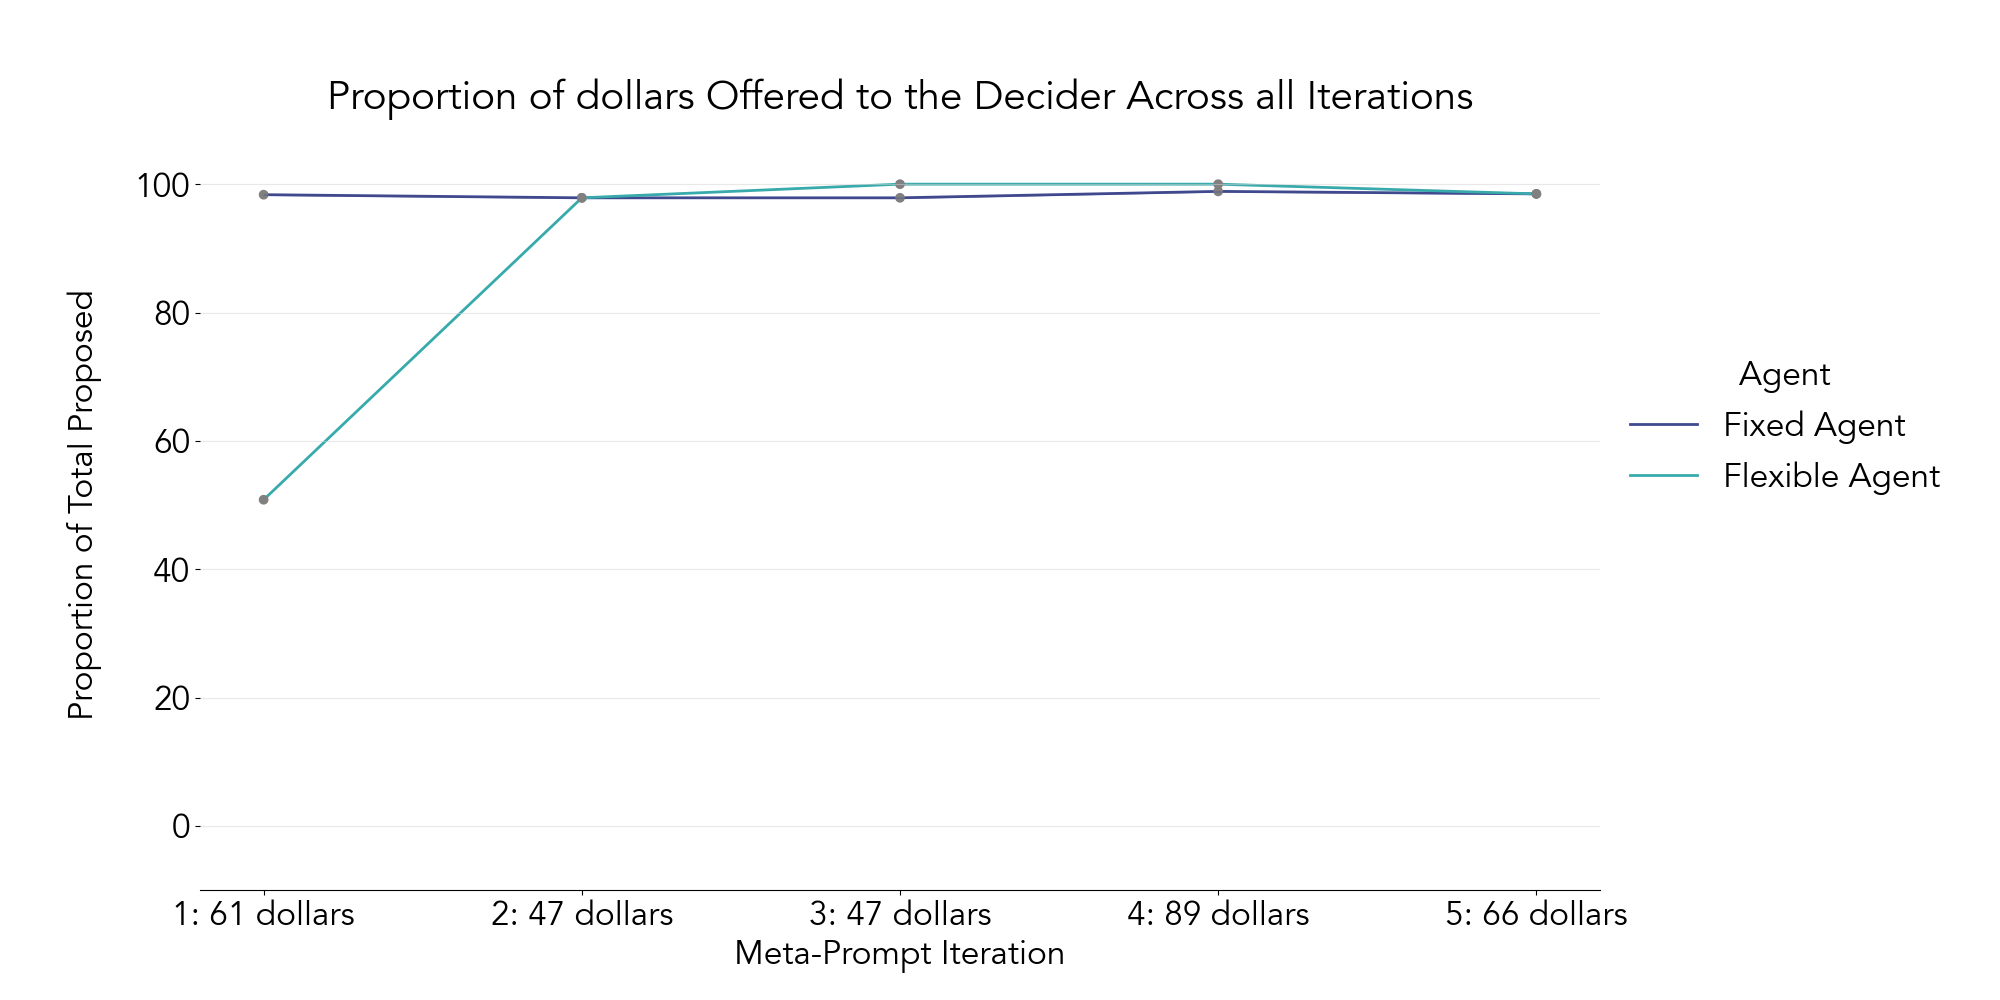 Proportion of dollars Offered to the Decider Across all Iterations
Proportion of Total Proposed
100
80
60
40
20
0
1: 61 dollars
2: 47 dollars
3: 47 dollars
4: 89 dollars
5: 66 dollars
Meta-Prompt Iteration
Agent
Fixed Agent
Flexible Agent